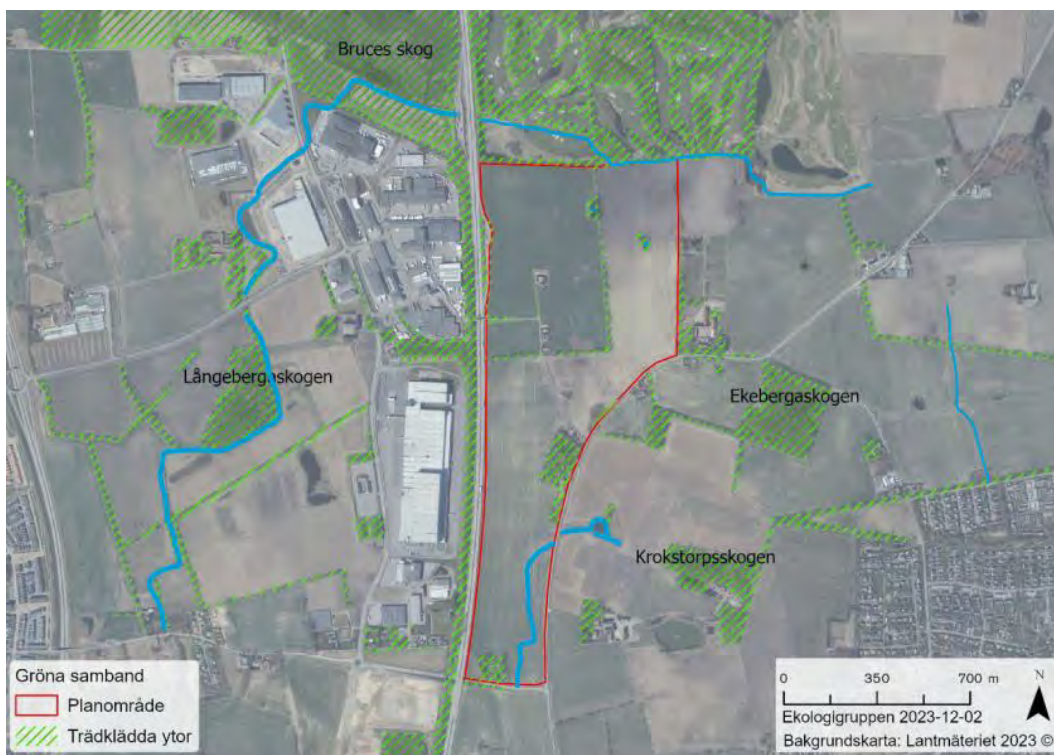 Bruces skog
Långebergaskogen
Ekebergaskogen
Krokstorpsskogen
Gröna samband
Planområde
Trädklädda ytor
0 350 700 m
N
Ekologigruppen 2023-12-02
Bakgrundskarta: Lantmäteriet 2023 ©